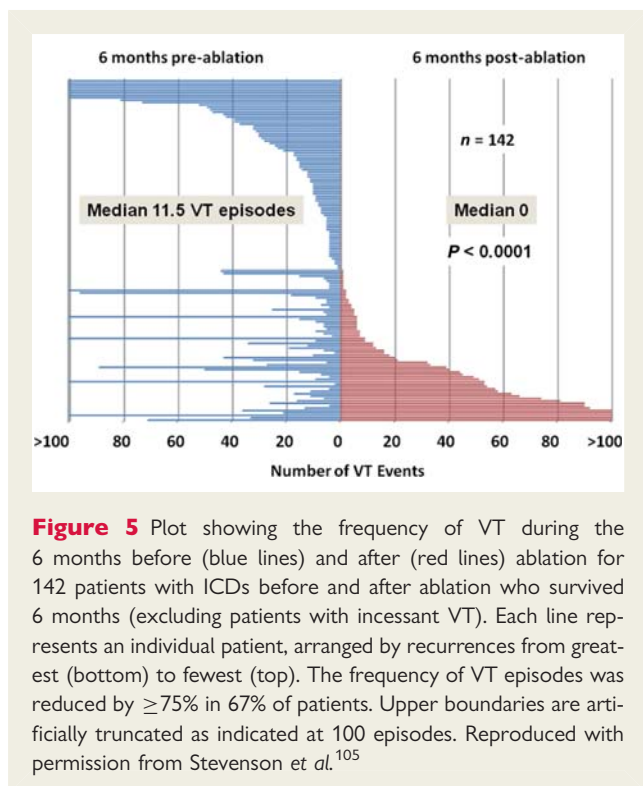 6 months pre-ablation 6 months post-ablation
n = 142
Median 11.5 VT episodes Median 0
P < 0.0001
>100 80 60 40 20 0 20 40 60 80 >100
Number of VT Events
Figure 5 Plot showing the frequency of VT during the
6 months before (blue lines) and after (red lines) ablation for
142 patients with ICDs before and after ablation who survived
6 months (excluding patients with incessant VT). Each line rep-
resents an individual patient, arranged by recurrences from great-
est (bottom) to fewest (top). The frequency of VT episodes was
reduced by ≥75% in 67% of patients. Upper boundaries are arti-
ficially truncated as indicated at 100 episodes. Reproduced with
permission from Stevenson et al.105